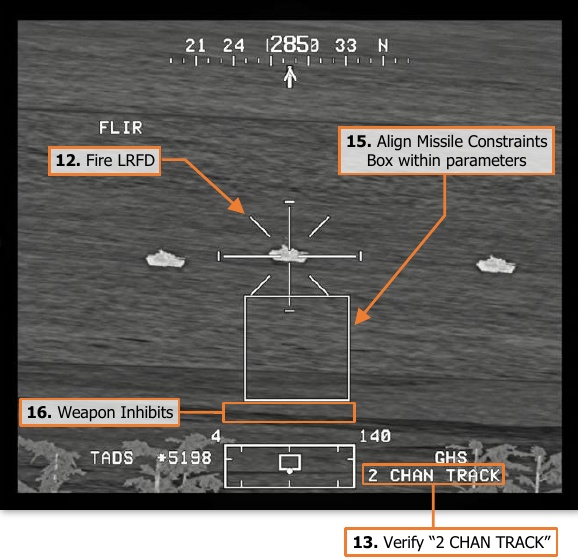 21 24 285 33 N
FLIR
12. Fire LRFD
15. Align Missile Constraints
Box within parameters
16. Weapon Inhibits
4 140
TADS *5198 GHS
2 CHAN TRACK
13. Verify “2 CHAN TRACK”